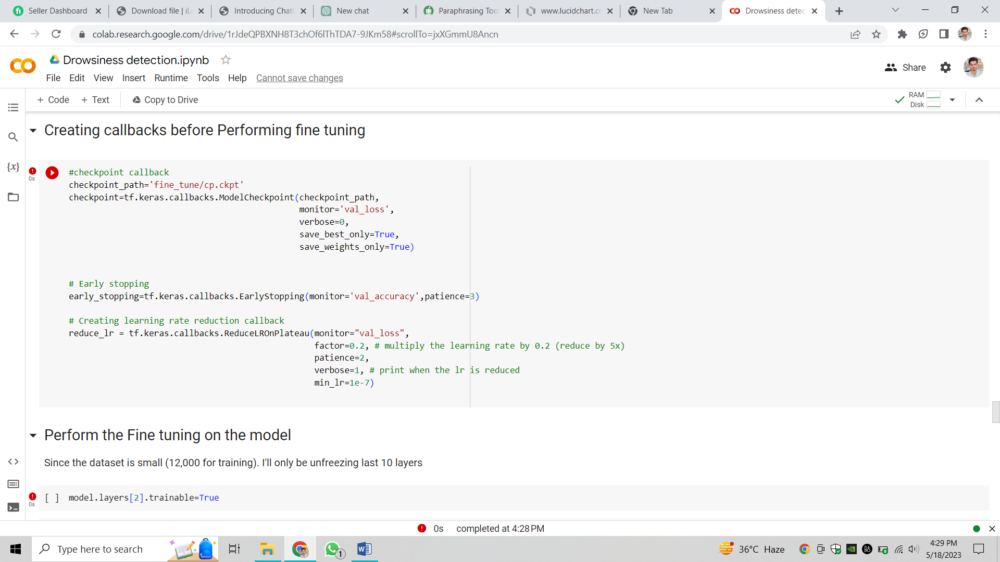 Seller Dashboard
Download file | iL
Introducing Chat
New chat
Paraphrasing Too
www.lucidchart.c
New Tab
Drowsiness detec
colab.research.google.com/drive/1rJdeQPBXNH8T3chOf6lThTDA7-9JKm58#scrollTo=jxXGmmU8Ancn
CO
Drowsiness detection.ipynb
Share
File Edit View Insert Runtime Tools Help Cannot save changes
+ Code + Text Copy to Drive
RAM
Disk
Creating callbacks before Performing fine tuning
{x}
0s
#checkpoint callback
checkpoint_path='fine_tune/cp.ckpt'
checkpoint=tf.keras.callbacks.ModelCheckpoint(checkpoint_path,
monitor='val_loss',
verbose=0,
save_best_only=True,
save_weights_only=True)
# Early stopping
early_stopping=tf.keras.callbacks.EarlyStopping(monitor='val_accuracy',patience=3)
# Creating learning rate reduction callback
reduce_lr = tf.keras.callbacks.ReduceLROnPlateau(monitor="val_loss",
factor=0.2, # multiply the learning rate by 0.2 (reduce by 5x)
patience=2,
verbose=1, # print when the lr is reduced
min_lr=1e-7)
Perform the Fine tuning on the model
Since the dataset is small (12,000 for training). I'll only be unfreezing last 10 layers
0s
[ ] model.layers[2].trainable=True
0s completed at 4:28 PM
Type here to search
1
36°C Haze
4:29 PM
5/18/2023